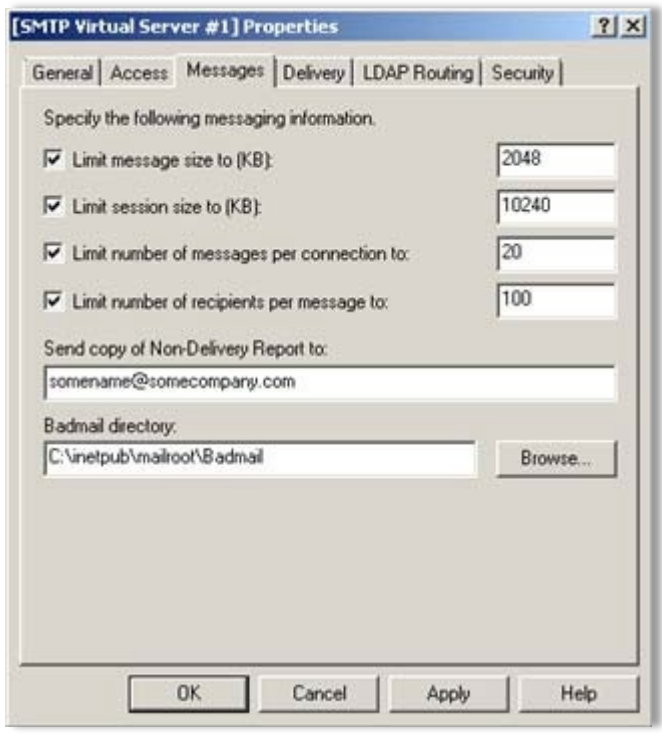 [SMTP Virtual Server #1] Properties
General Access Messages Delivery LDAP Routing Security
Specify the following messaging information.
Limit message size to (KB): 2048
Limit session size to (KB): 10240
Limit number of messages per connection to: 20
Limit number of recipients per message to: 100
Send copy of Non-Delivery Report to:
somename@somecompany.com
Badmail directory:
C:\inetpub\mailroot\Badmail Browse...
OK Cancel Apply Help